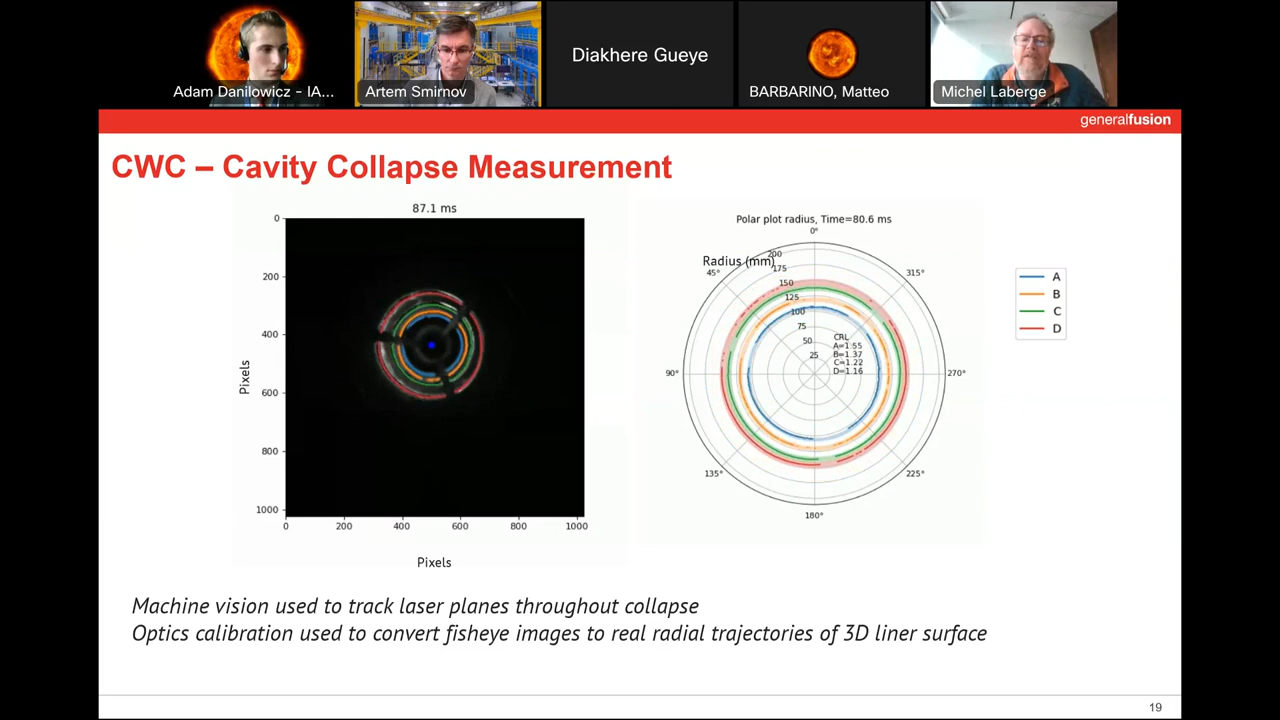 Diakhere Gueye
Adam Danilowicz - IA...
Artem Smirnov
BARBARINO, Matteo
Michel Laberge
generalfusion
CWC – Cavity Collapse Measurement
87.1 ms
0
200
400
600
800
1000
0
200
400
600
800
1000
Pixels
Pixels
Polar plot radius, Time=80.6 ms
0°
Radius (mm)
200
175
150
125
100
75
50
25
45°
315°
90°
270°
135°
225°
180°
CRL
A=1.55
B=1.37
C=1.22
D=1.16
A
B
C
D
Machine vision used to track laser planes throughout collapse
Optics calibration used to convert fisheye images to real radial trajectories of 3D liner surface
19